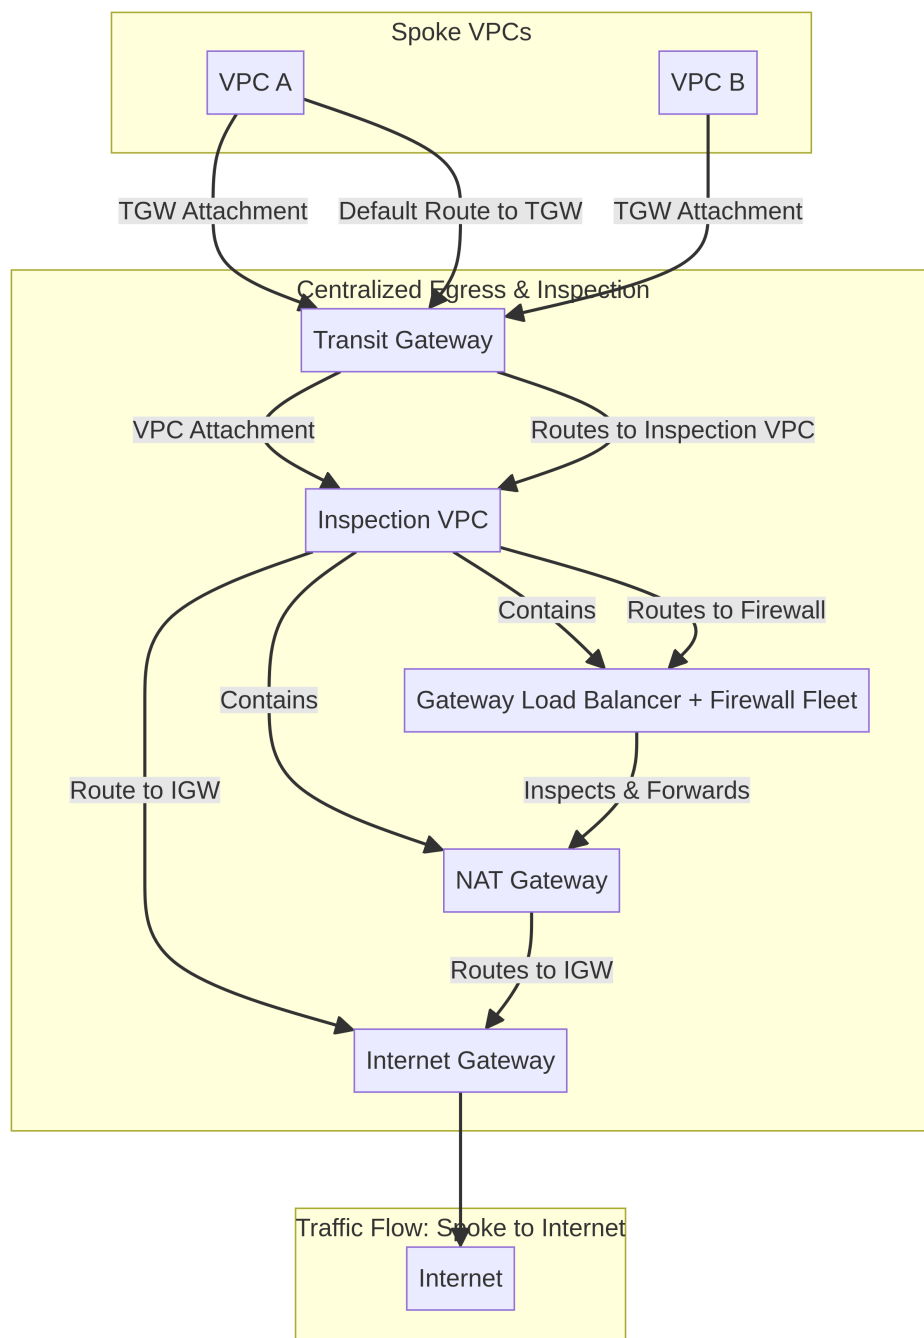 Spoke VPCs
VPC A
VPC B
TGW Attachment
Default Route to TGW
TGW Attachment
Centralized Egress & Inspection
Transit Gateway
VPC Attachment
Routes to Inspection VPC
Inspection VPC
Contains
Routes to Firewall
Contains
Gateway Load Balancer + Firewall Fleet
Route to IGW
Inspects & Forwards
NAT Gateway
Routes to IGW
Internet Gateway
Traffic Flow: Spoke to Internet
Internet